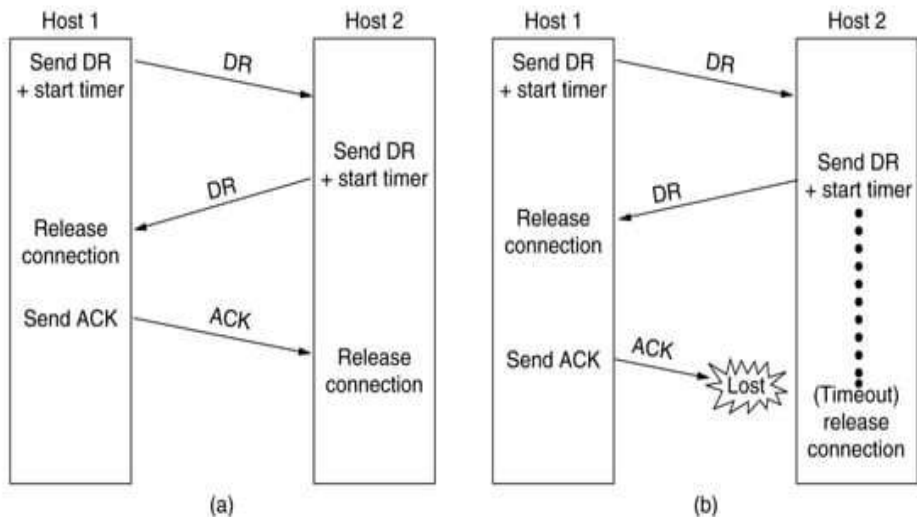 Host 1
Host 2
Send DR
+ start timer
DR
Send DR
+ start timer
DR
Release
connection
Send ACK
ACK
Release
connection
(a)
Host 1
Host 2
Send DR
+ start timer
DR
Send DR
+ start timer
DR
Release
connection
Send ACK
ACK
Lost
(Timeout)
release
connection
(b)